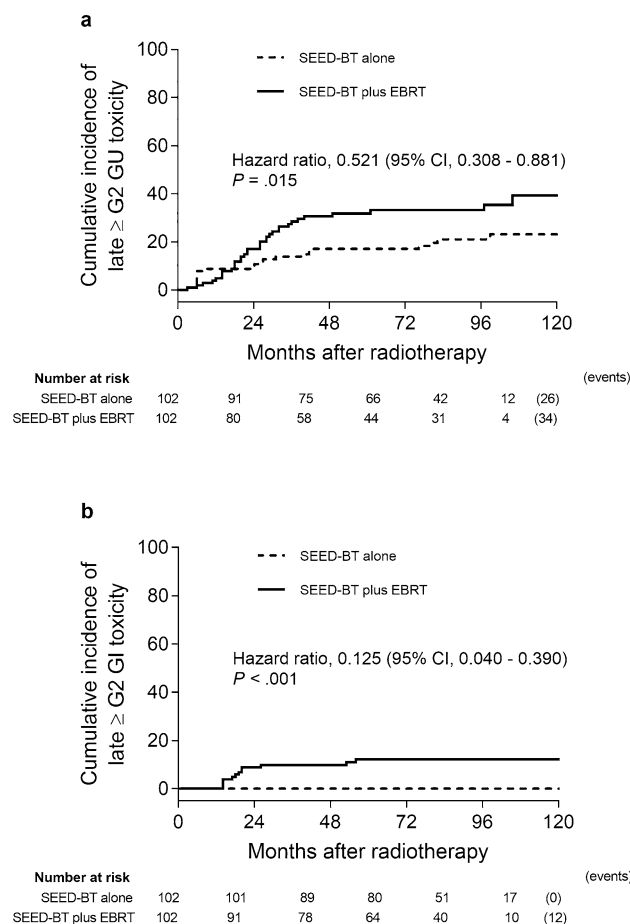 a
100
80
60
40
20
0
Cumulative incidence of
late ≥ G2 GU toxicity
SEED-BT alone
SEED-BT plus EBRT
Hazard ratio, 0.521 (95% CI, 0.308 - 0.881)
P = .015
0 24 48 72 96 120
Months after radiotherapy
Number at risk (events)
SEED-BT alone 102 91 75 66 42 12 (26)
SEED-BT plus EBRT 102 80 58 44 31 4 (34)
b
100
80
60
40
20
0
Cumulative incidence of
late ≥ G2 GI toxicity
SEED-BT alone
SEED-BT plus EBRT
Hazard ratio, 0.125 (95% CI, 0.040 - 0.390)
P < .001
0 24 48 72 96 120
Months after radiotherapy
Number at risk (events)
SEED-BT alone 102 101 89 80 51 17 (0)
SEED-BT plus EBRT 102 91 78 64 40 10 (12)